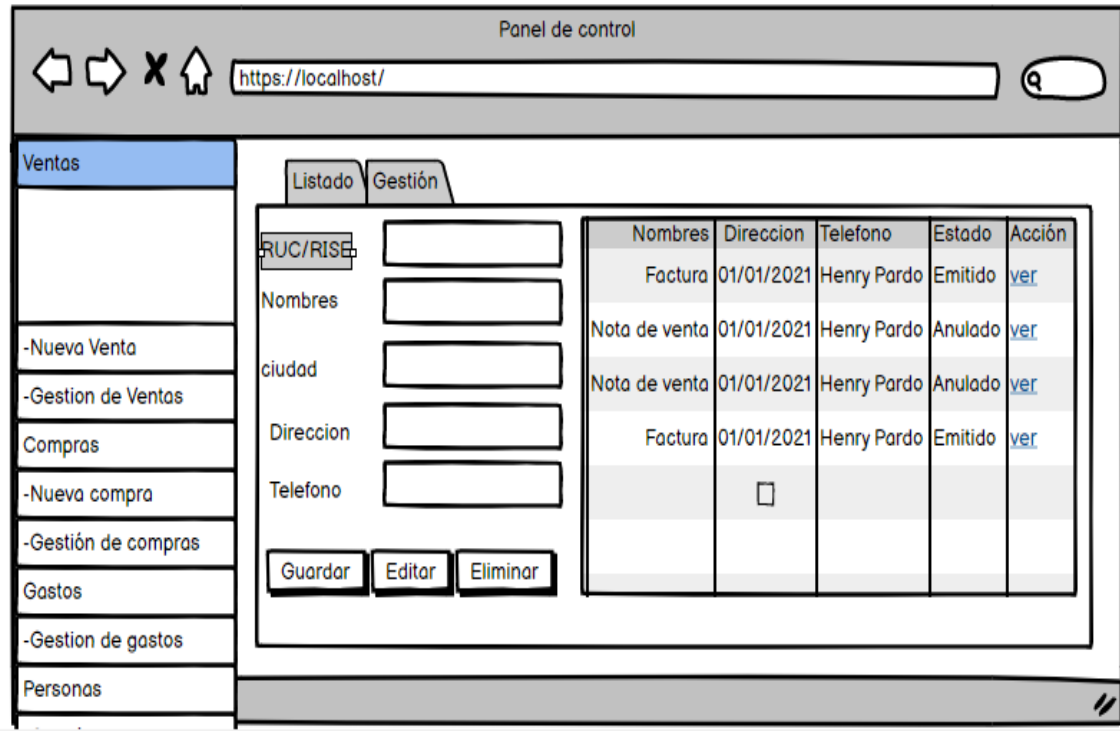 Panel de control
https://localhost/
Ventas
-Nueva Venta
-Gestion de Ventas
Compras
-Nueva compra
-Gestión de compras
Gastos
-Gestion de gastos
Personas
Listado Gestión
RUC/RISE
Nombres
ciudad
Direccion
Telefono
Guardar Editar Eliminar
Nombres Direccion Telefono Estado Acción
Factura 01/01/2021 Henry Pardo Emitido ver
Nota de venta 01/01/2021 Henry Pardo Anulado ver
Nota de venta 01/01/2021 Henry Pardo Anulado ver
Factura 01/01/2021 Henry Pardo Emitido ver